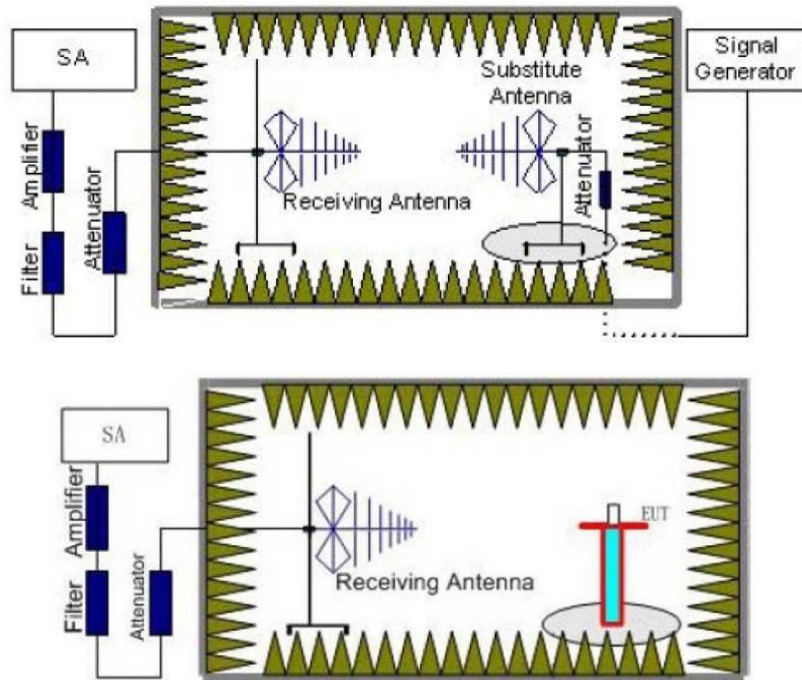 SA
Signal
Generator
Substitute
Antenna
Amplifier
Attenuator
Attenuator
Receiving Antenna
Filter
SA
Amplifier
EUT
Receiving Antenna
Filter
Attenuator